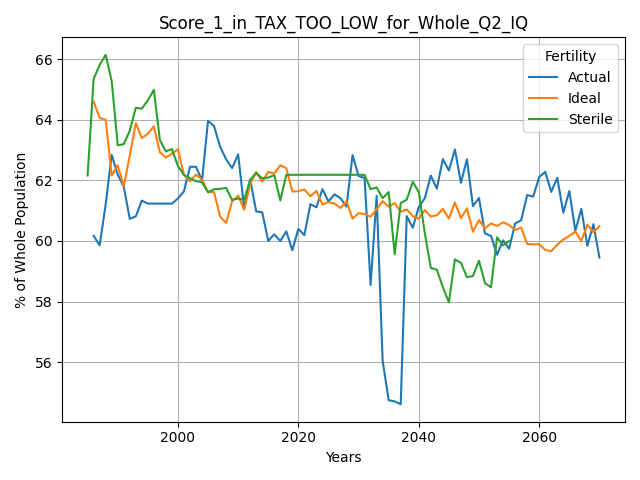 Score_1_in_TAX_TOO_LOW_for_Whole_Q2_IQ
Fertility
Actual
Ideal
Sterile
% of Whole Population
66
64
62
60
58
56
2000
2020
2040
2060
Years